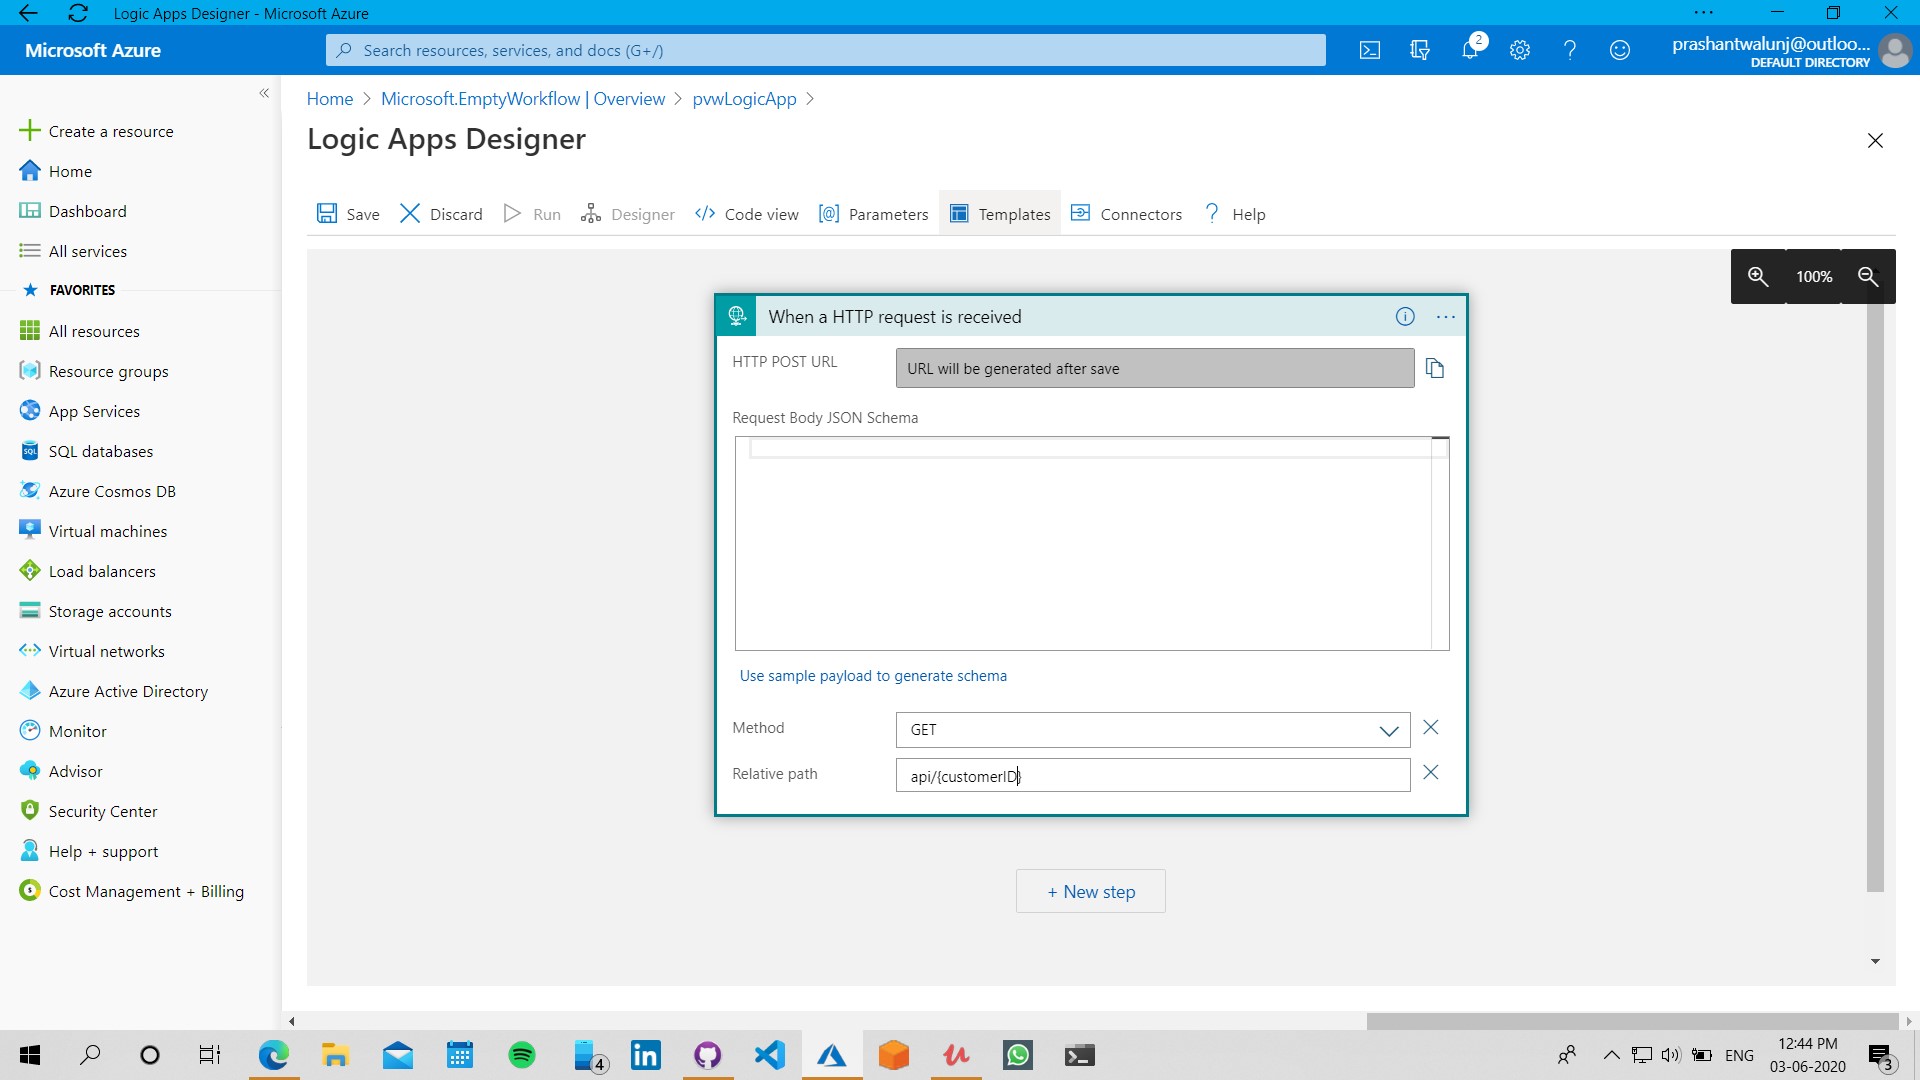 Logic Apps Designer - Microsoft Azure
Microsoft Azure
Search resources, services, and docs (G+/)
2
prashantwalunj@outloo...
DEFAULT DIRECTORY
Create a resource
Home
Dashboard
All services
FAVORITES
All resources
Resource groups
App Services
SQL databases
Azure Cosmos DB
Virtual machines
Load balancers
Storage accounts
Virtual networks
Azure Active Directory
Monitor
Advisor
Security Center
Help + support
Cost Management + Billing
Home > Microsoft.EmptyWorkflow | Overview > pvwLogicApp >
Logic Apps Designer
Save Discard Run Designer Code view Parameters Templates Connectors Help
100%
When a HTTP request is received
HTTP POST URL
URL will be generated after save
Request Body JSON Schema
Use sample payload to generate schema
Method
GET
Relative path
api/{customerID}
+ New step
4
ENG
12:44 PM
03-06-2020
3